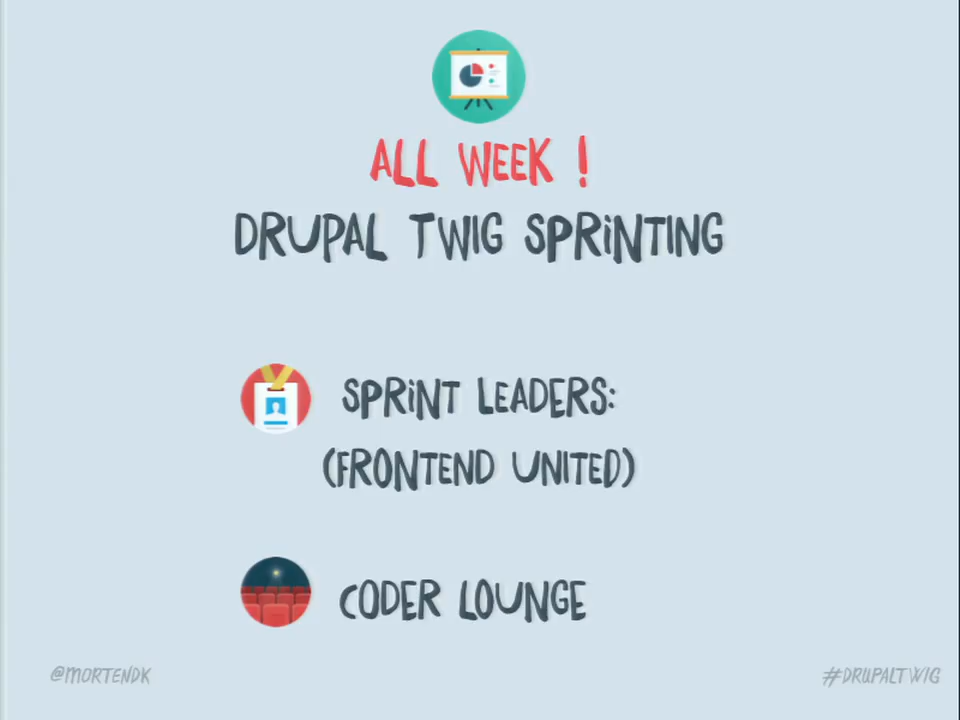 ALL WEEK !
DRUPAL TWIG SPRiNTING
SPRiNT LEADERS:
(FRONTEND UNITED)
CODER LOUNGE
@MORTENDK
#DRUPALTWIG